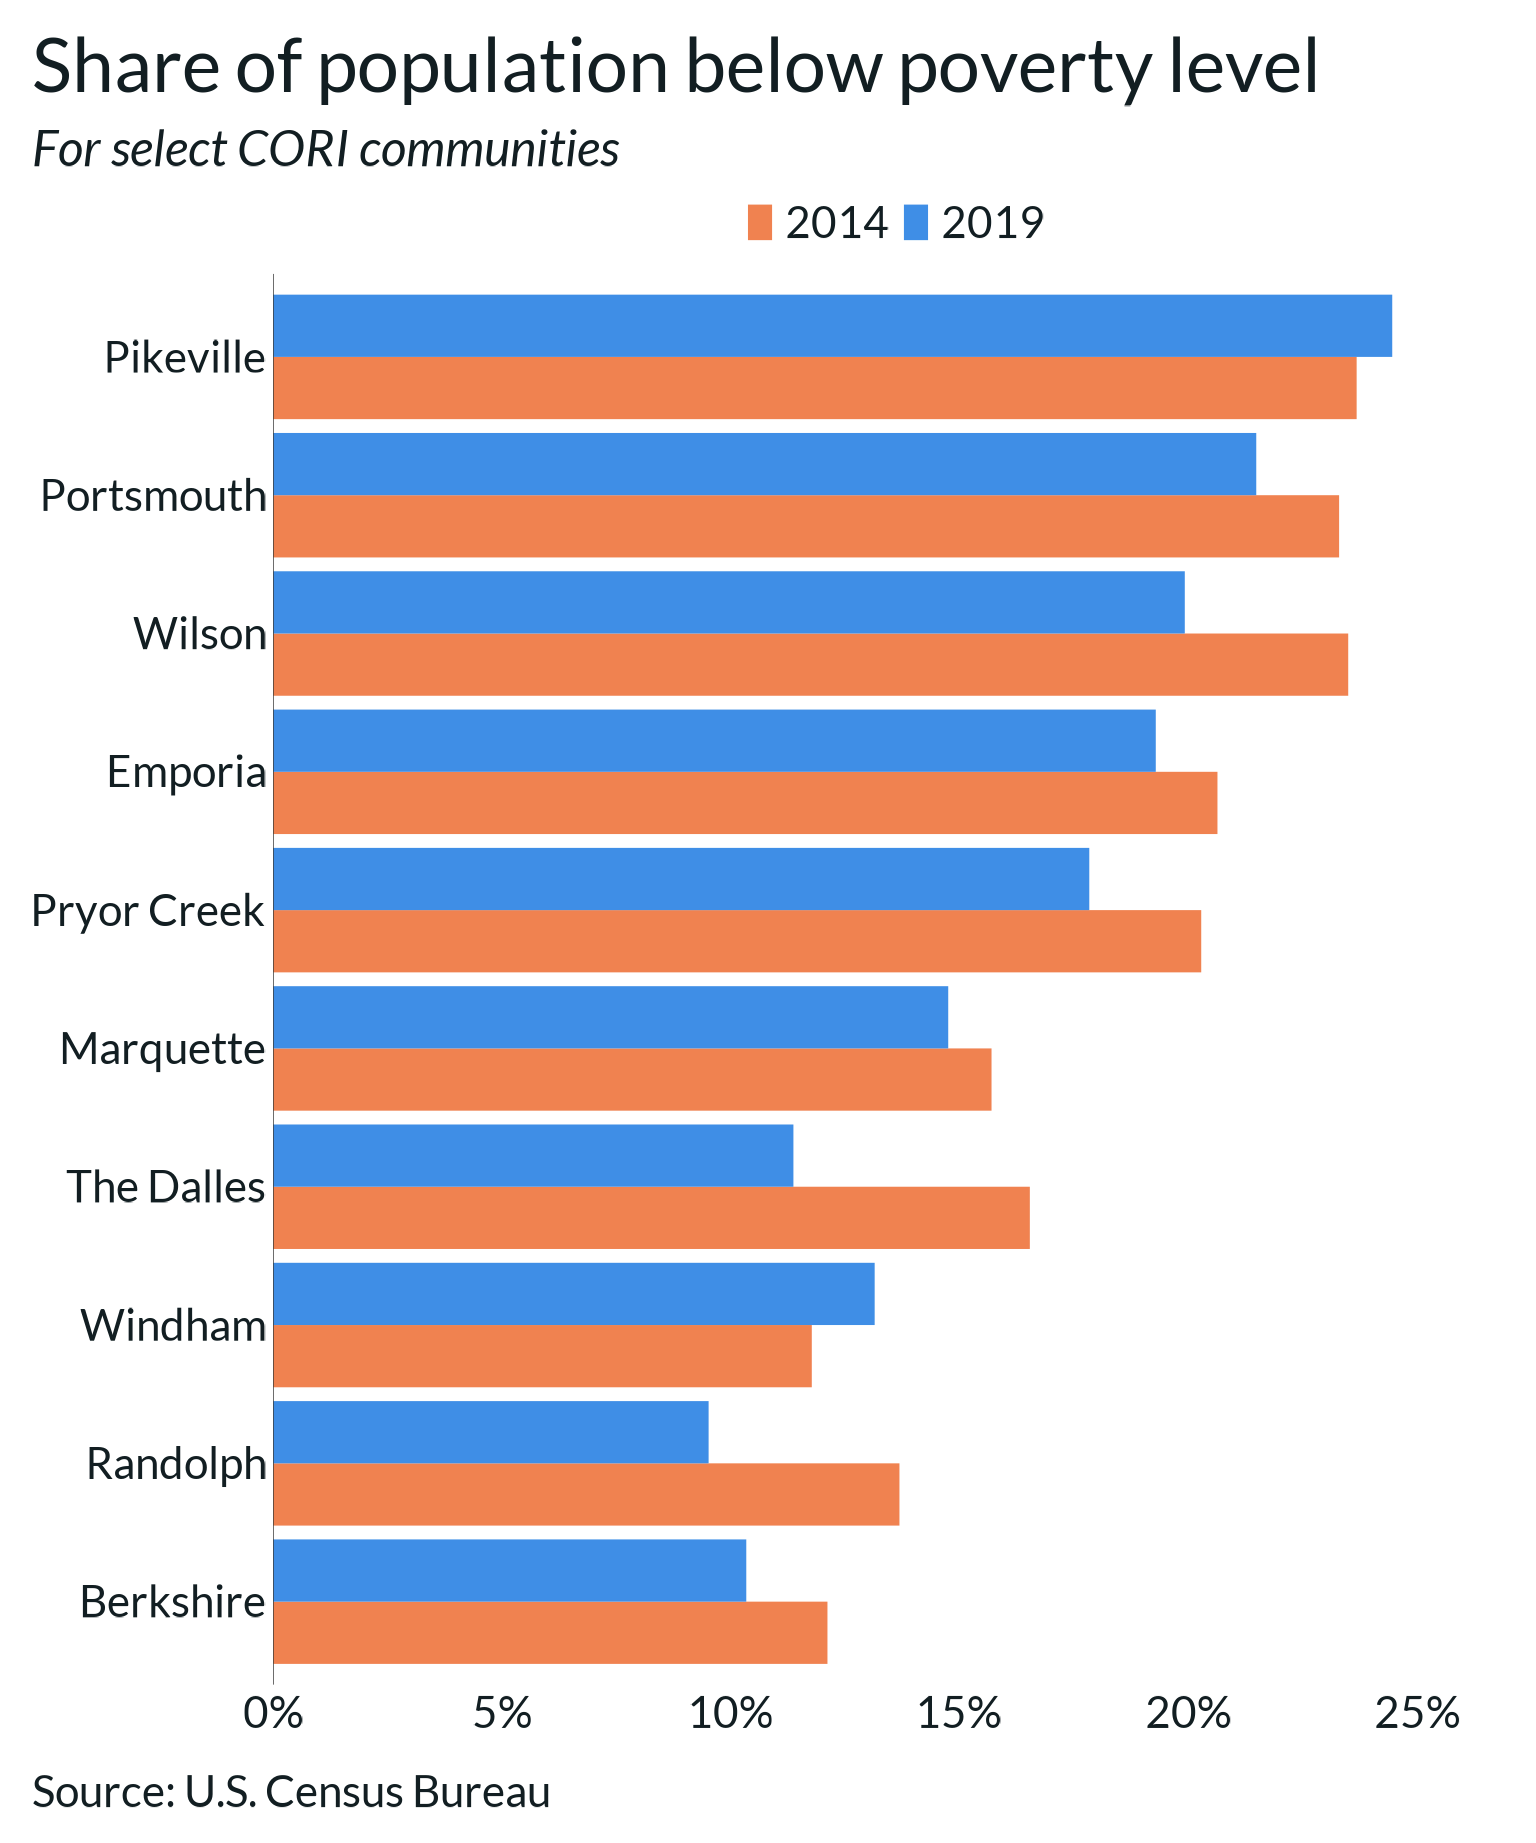 Share of population below poverty level
For select CORI communities
2014 2019
Pikeville
Portsmouth
Wilson
Emporia
Pryor Creek
Marquette
The Dalles
Windham
Randolph
Berkshire
0% 5% 10% 15% 20% 25%
Source: U.S. Census Bureau